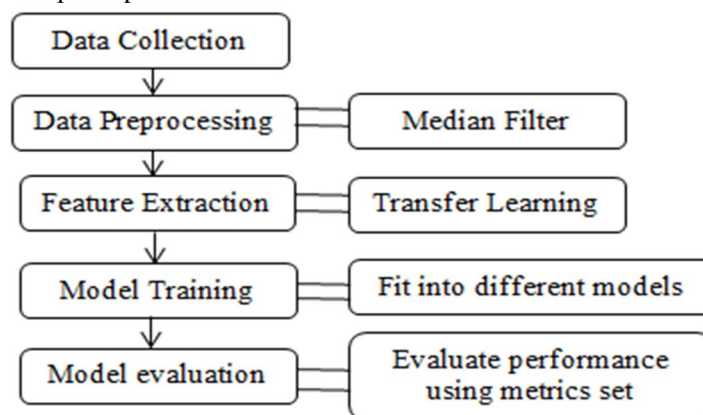 Data Collection
Data Preprocessing
Median Filter
Feature Extraction
Transfer Learning
Model Training
Fit into different models
Model evaluation
Evaluate performance
using metrics set